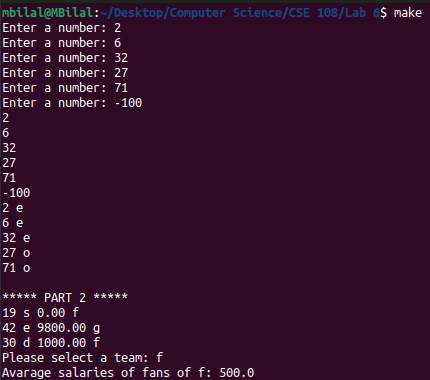 mbilal@MBilal:~/Desktop/Computer Science/CSE 108/Lab 6$ make
Enter a number: 2
Enter a number: 6
Enter a number: 32
Enter a number: 27
Enter a number: 71
Enter a number: -100
2
6
32
27
71
-100
2 e
6 e
32 e
27 o
71 o
***** PART 2 *****
19 s 0.00 f
42 e 9800.00 g
30 d 1000.00 f
Please select a team: f
Avarage salaries of fans of f: 500.0